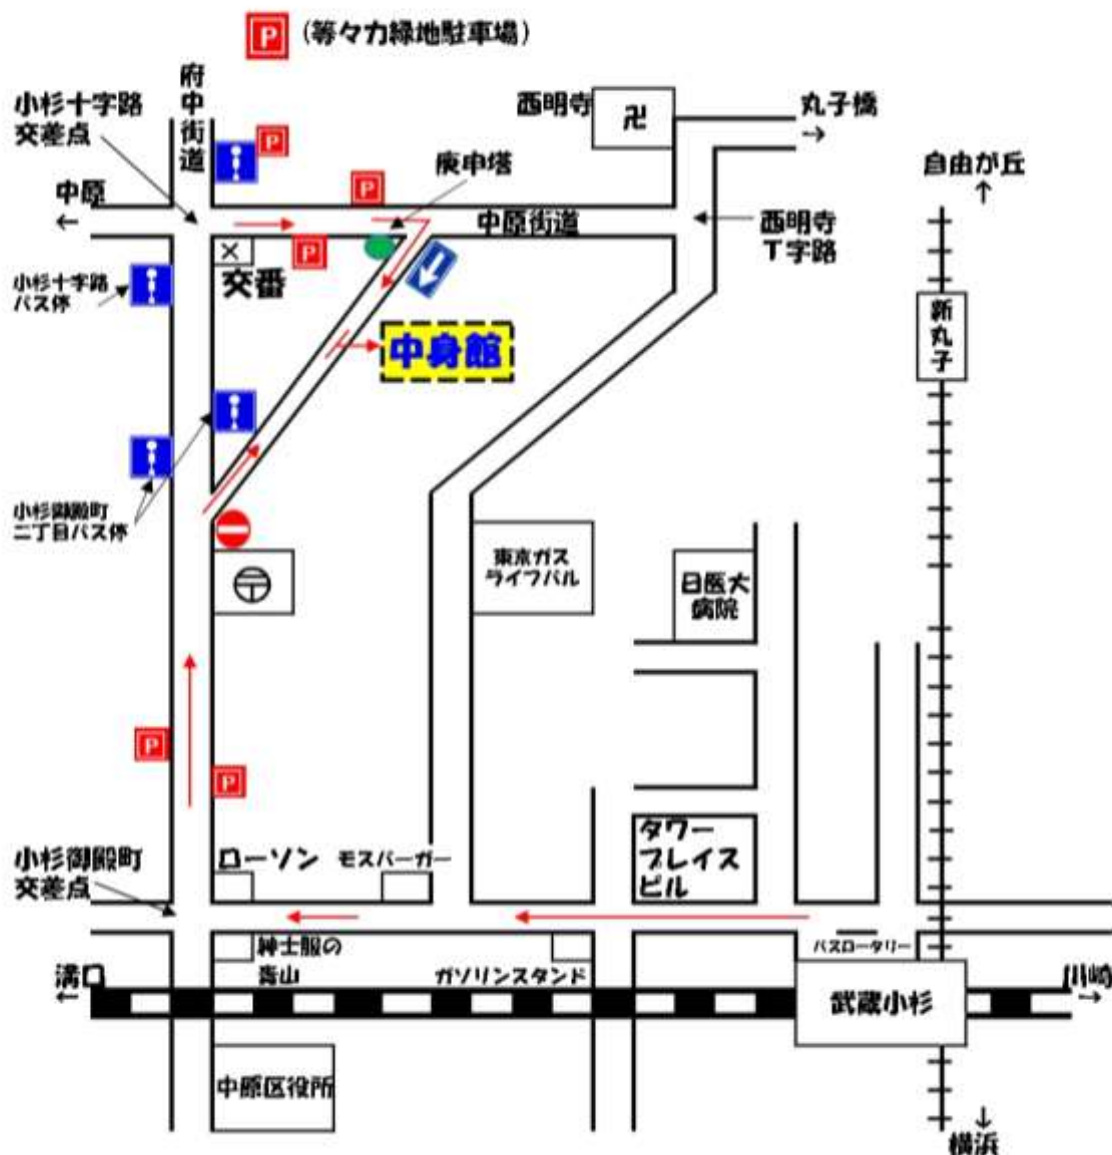 P (等々力緑地駐車場)
府中街道
小杉十字路
交差点
西明寺
卍
丸子橋
→
P
庚申塔
自由が丘
↑
中原
←
P
中原街道
西明寺
T字路
×
P
交番
小杉十字路
バス停
新丸子
中身館
小杉御殿町
二丁目バス停
東京ガス
ライフバル
日医大
病院
〒
P
P
小杉御殿町
交差点
ローソン
モスバーガー
タワー
プレイス
ビル
紳士服の
青山
ガソリンスタンド
バスロータリー
溝口
←
武蔵小杉
川崎
→
中原区役所
↓
横浜